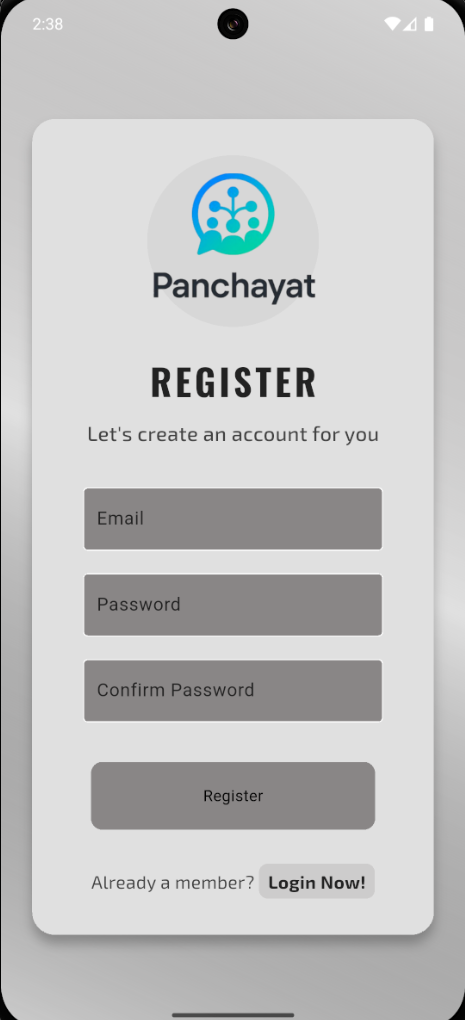 2:38
Panchayat
REGISTER
Let's create an account for you
Email
Password
Confirm Password
Register
Already a member? Login Now!